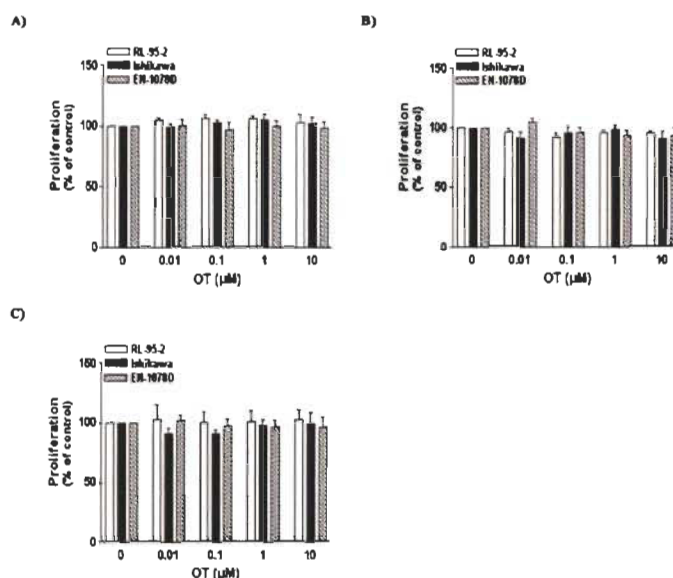 A)
RL-95-2
Ishikawa
EN-1078D
150
100
50
0
Proliferation
(% of control)
0 0.01 0.1 1 10
OT (µM)
B)
RL-95-2
Ishikawa
EN-1078D
150
100
50
0
Proliferation
(% of control)
0 0.01 0.1 1 10
OT (µM)
C)
RL-95-2
Ishikawa
EN-1078D
150
100
50
0
Proliferation
(% of control)
0 0.01 0.1 1 10
OT (µM)